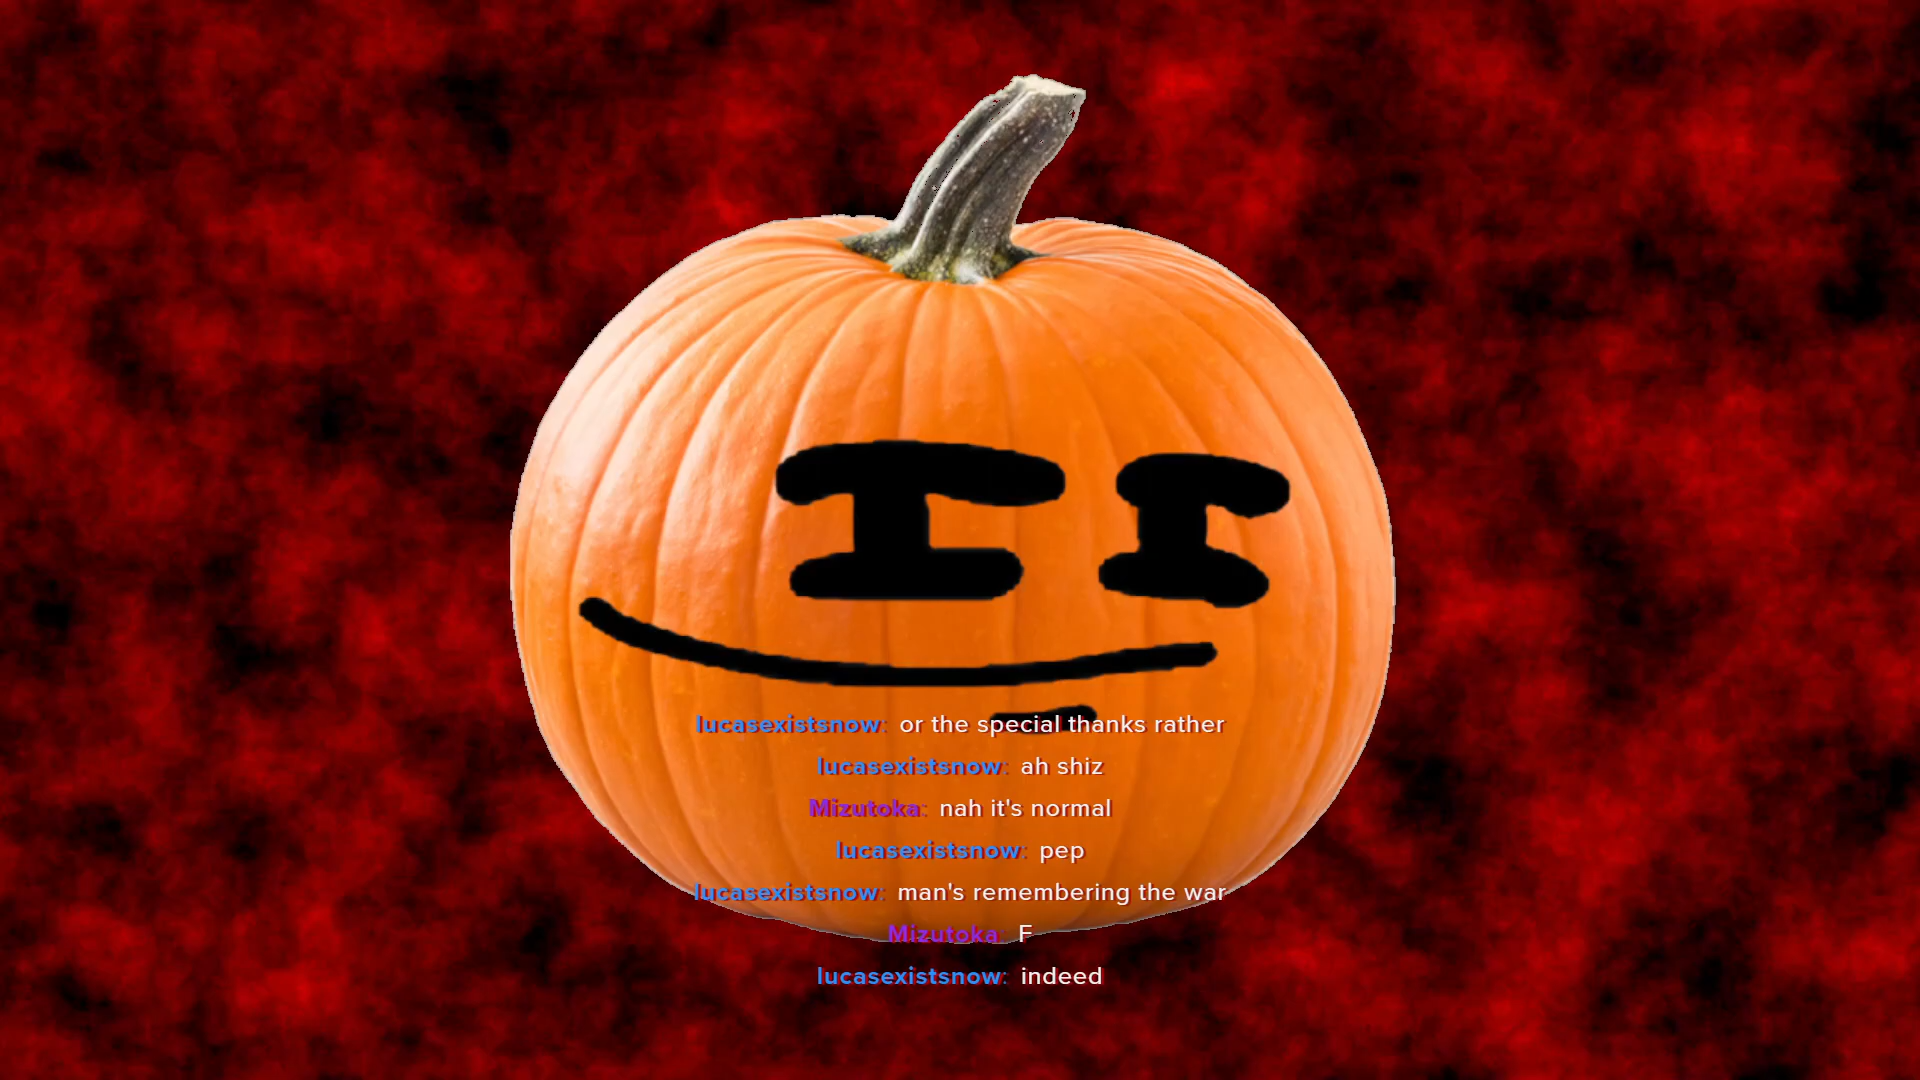 lucasexistsnow: or the special thanks rather
lucasexistsnow: ah shiz
Mizutoka: nah it's normal
lucasexistsnow: pep
lucasexistsnow: man's remembering the war
Mizutoka: F
lucasexistsnow: indeed